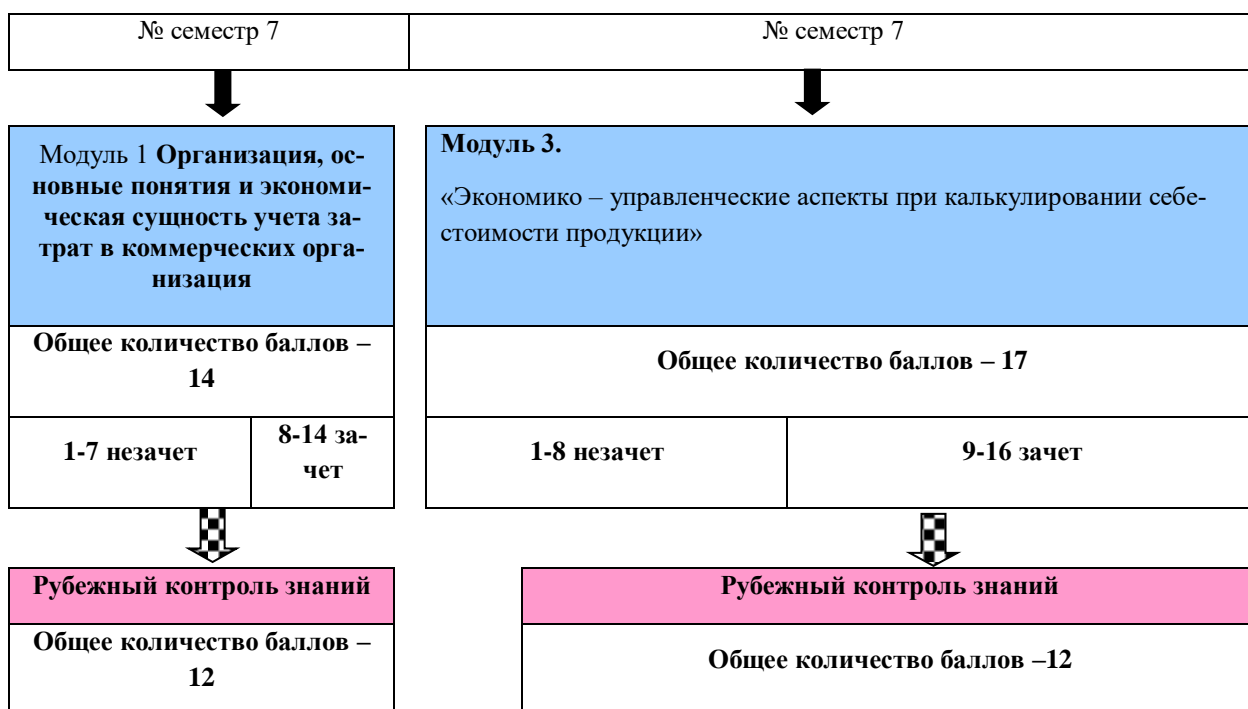 № семестр 7
№ семестр 7
Модуль 1 Организация, ос-
новные понятия и экономи-
ческая сущность учета за-
трат в коммерческих орга-
низация
Модуль 3.
«Экономико – управленческие аспекты при калькулировании себе-
стоимости продукции»
Общее количество баллов –
14
Общее количество баллов – 17
1-7 незачет
8-14 за-
чет
1-8 незачет
9-16 зачет
Рубежный контроль знаний
Рубежный контроль знаний
Общее количество баллов –
12
Общее количество баллов –12